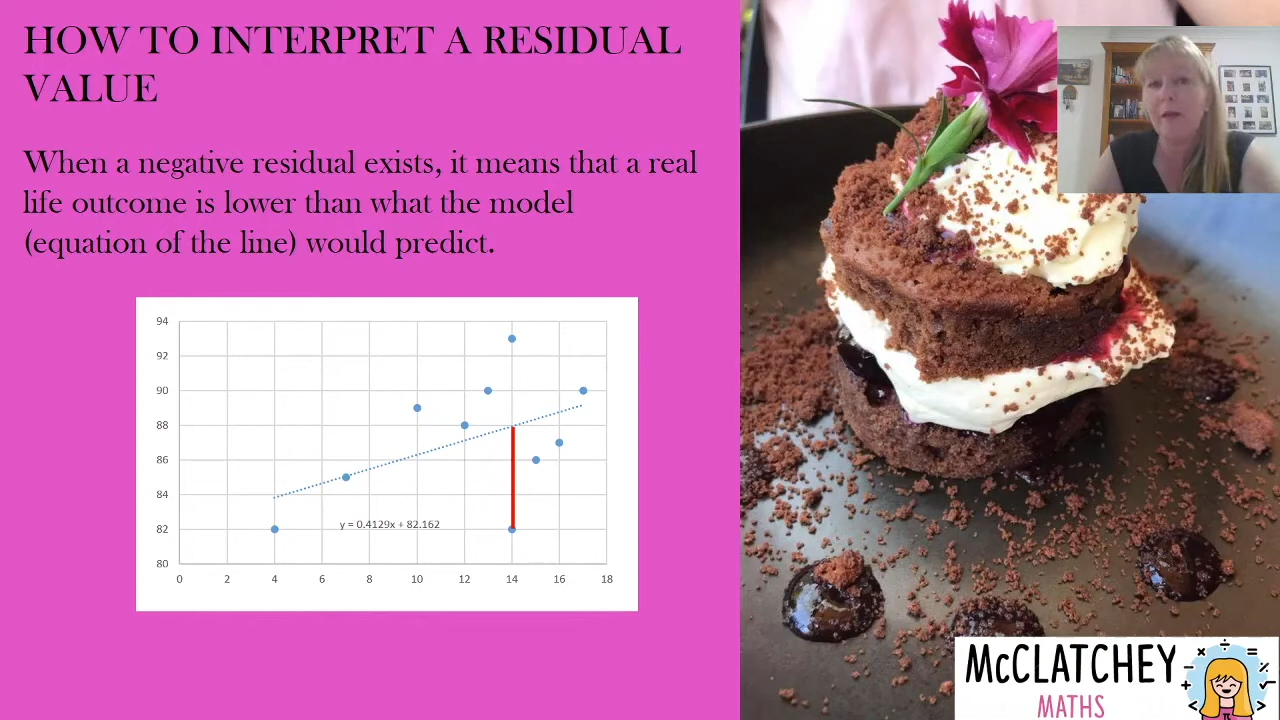 HOW TO INTERPRET A RESIDUAL
VALUE
When a negative residual exists, it means that a real
life outcome is lower than what the model
(equation of the line) would predict.
94
92
90
88
86
84
82
80
y = 0.4129x + 82.162
0 2 4 6 8 10 12 14 16 18
McCLATCHEY
MATHS